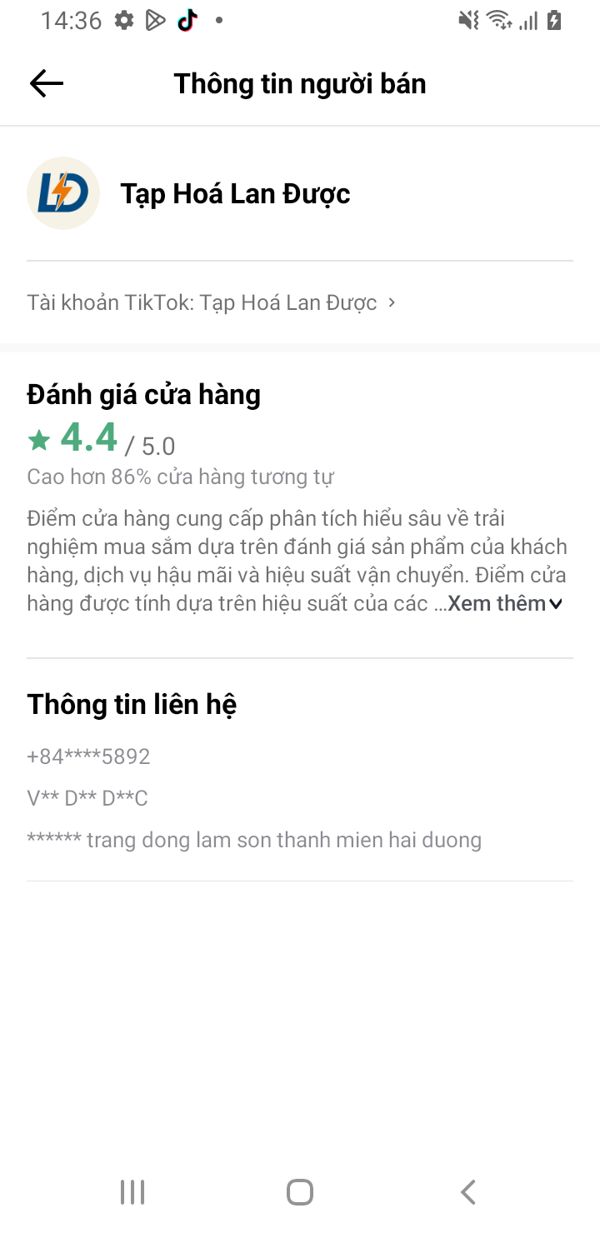 14:36
Thông tin người bán
LD
Tạp Hoá Lan Được
Tài khoản TikTok: Tạp Hoá Lan Được
Đánh giá cửa hàng
4.4 / 5.0
Cao hơn 86% cửa hàng tương tự
Điểm cửa hàng cung cấp phân tích hiểu sâu về trải
nghiệm mua sắm dựa trên đánh giá sản phẩm của khách
hàng, dịch vụ hậu mãi và hiệu suất vận chuyển. Điểm cửa
hàng được tính dựa trên hiệu suất của các ...Xem thêm
Thông tin liên hệ
+84****5892
V** D** D**C
****** trang dong lam son thanh mien hai duong